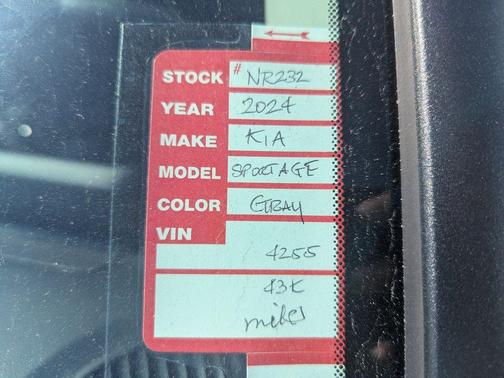 STOCK # NR232
YEAR 2024
MAKE KIA
MODEL SPORTAGE
COLOR GRAY
VIN
4255
43K
miles